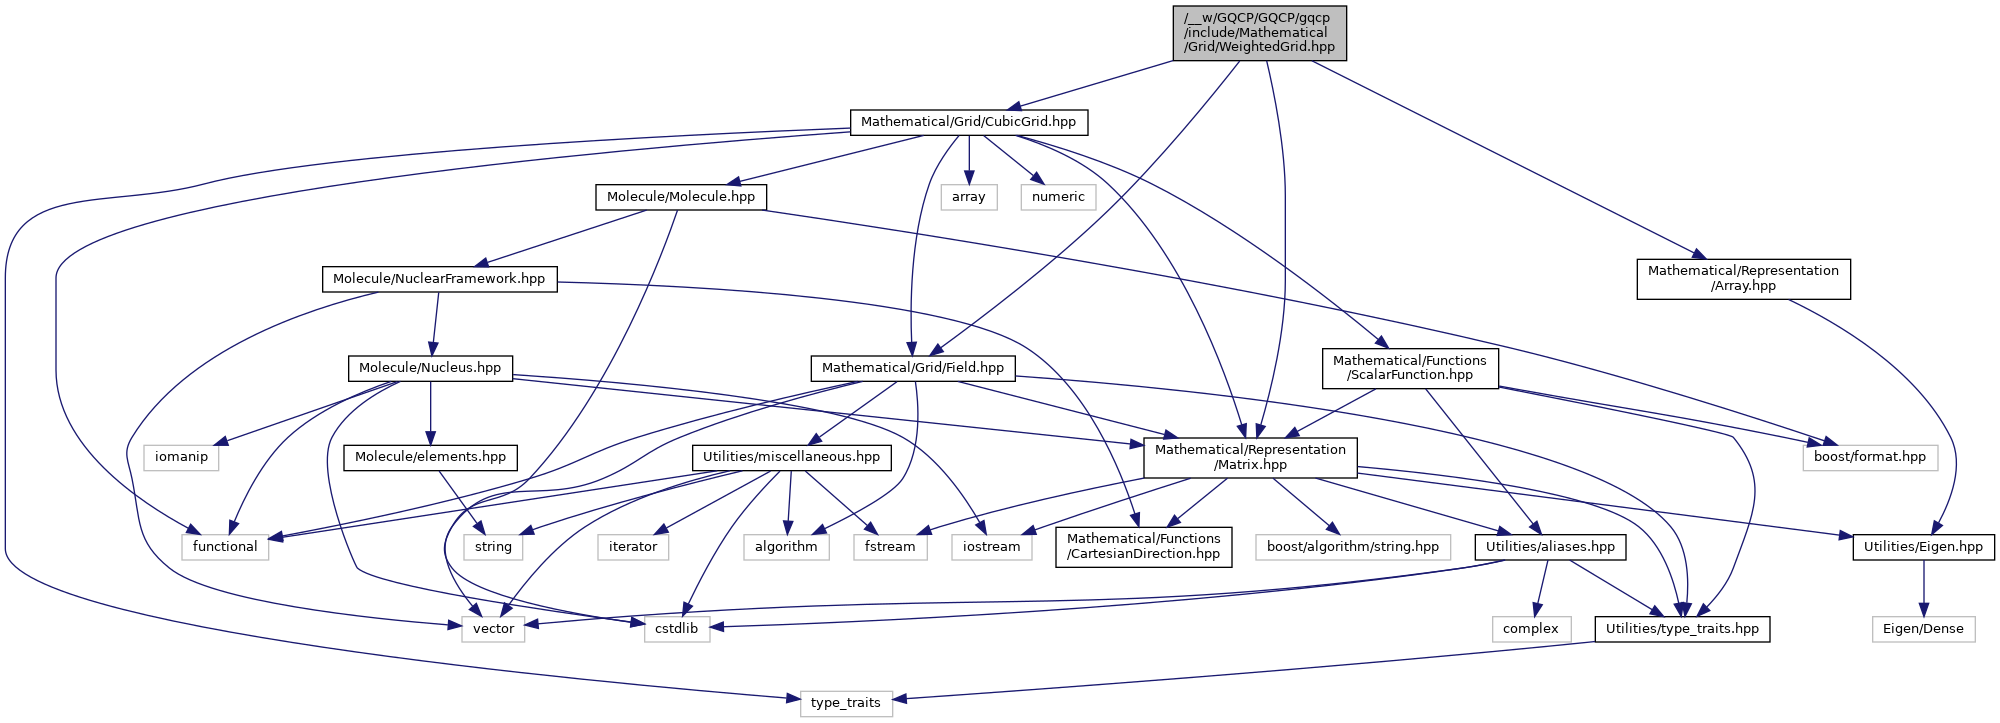 /__w/GQCP/GQCP/gqcp
/include/Mathematical
/Grid/WeightedGrid.hpp
Mathematical/Grid/CubicGrid.hpp
Molecule/Molecule.hpp
array
numeric
Mathematical/Representation
/Array.hpp
Molecule/NuclearFramework.hpp
Molecule/Nucleus.hpp
Mathematical/Grid/Field.hpp
Mathematical/Functions
/ScalarFunction.hpp
iomanip
Molecule/elements.hpp
Utilities/miscellaneous.hpp
Mathematical/Representation
/Matrix.hpp
boost/format.hpp
functional
string
iterator
algorithm
fstream
iostream
Mathematical/Functions
/CartesianDirection.hpp
boost/algorithm/string.hpp
Utilities/aliases.hpp
Utilities/Eigen.hpp
vector
cstdlib
complex
Utilities/type_traits.hpp
Eigen/Dense
type_traits